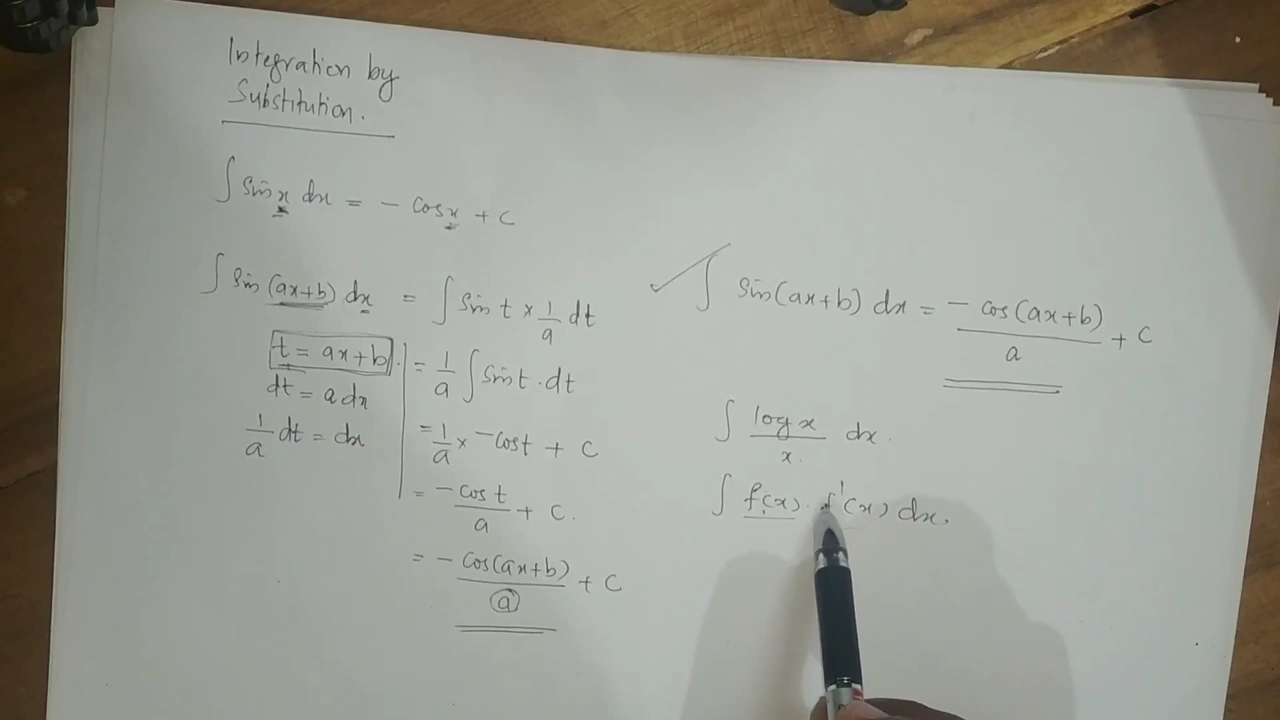 Integration by
Substitution.
∫ sin x dx = - cos x + c
∫ sin (ax+b) dx = ∫ sin t × 1/a dt
t = ax+b
= 1/a ∫ sin t . dt
dt = a dx
1/a dt = dx
= 1/a × -cos t + C
= -cos t/a + C.
= - cos(ax+b)/a + C
∫ sin(ax+b) dx = - cos(ax+b)/a + C
∫ log x/x dx.
∫ f(x) . f'(x) dx.